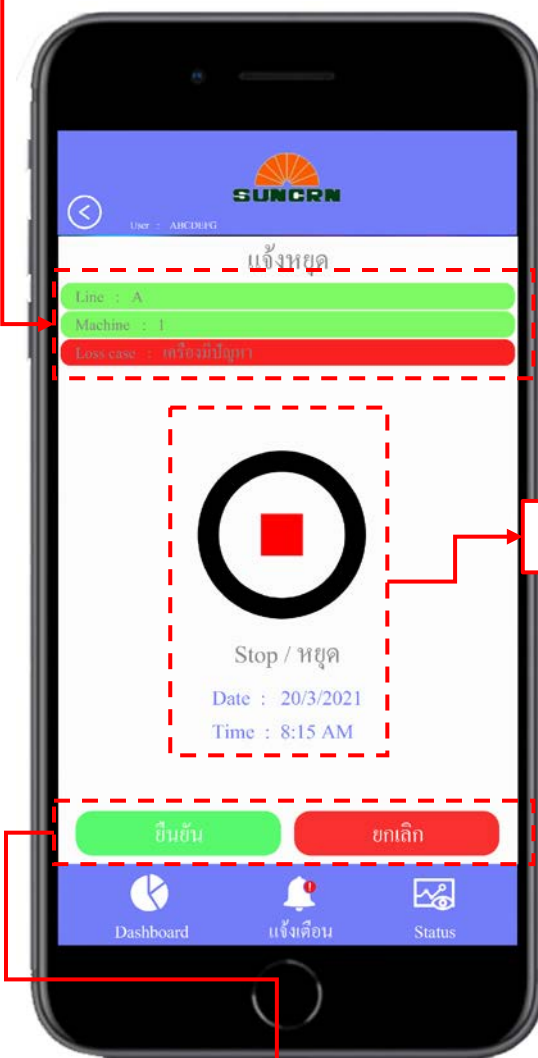 SUNCRN
User : ABCDEFG
แจ้งหยุด
Line : A
Machine : 1
Loss case : เครื่องมีปัญหา
Stop / หยุด
Date : 20/3/2021
Time : 8:15 AM
ยืนยัน ยกเลิก
Dashboard แจ้งเตือน Status